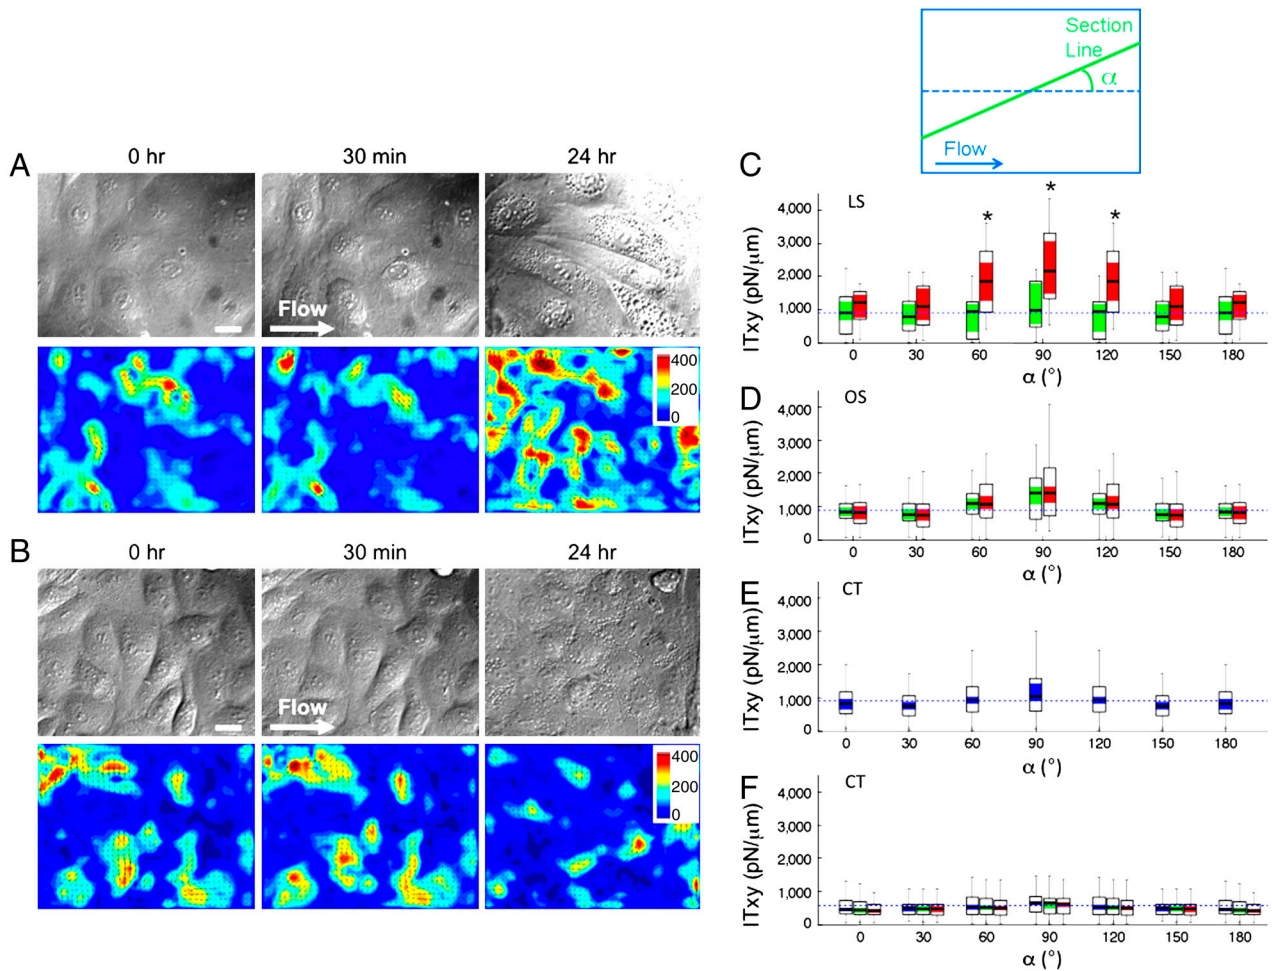 Section
Line
α
Flow
A
0 hr
30 min
24 hr
Flow
400
200
0
B
0 hr
30 min
24 hr
Flow
400
200
0
C
LS
ITxy (pN/μm)
4,000
3,000
2,000
1,000
0
0 30 60 90 120 150 180
* * *
α (°)
D
OS
ITxy (pN/μm)
4,000
3,000
2,000
1,000
0
0 30 60 90 120 150 180
α (°)
E
CT
ITxy (pN/μm)
4,000
3,000
2,000
1,000
0
0 30 60 90 120 150 180
α (°)
F
CT
ITxy (pN/μm)
4,000
3,000
2,000
1,000
0
0 30 60 90 120 150 180
α (°)